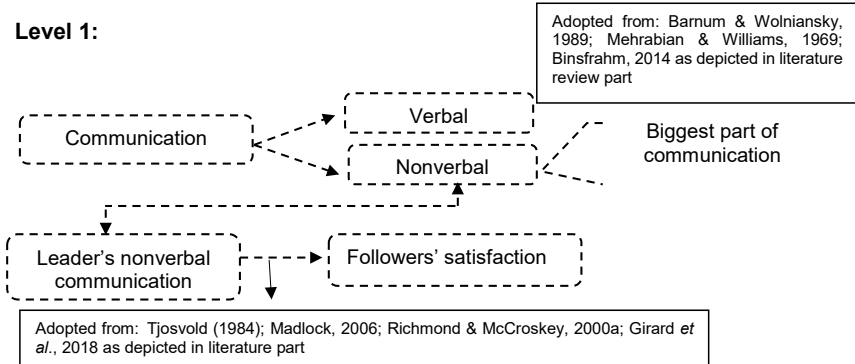 Level 1:
Adopted from: Barnum & Wolniansky,
1989; Mehrabian & Williams, 1969;
Binsfrahm, 2014 as depicted in literature
review part
Communication
Verbal
Nonverbal
Biggest part of
communication
Leader's nonverbal
communication
Followers' satisfaction
Adopted from: Tjosvold (1984); Madlock, 2006; Richmond & McCroskey, 2000a; Girard et
al., 2018 as depicted in literature part